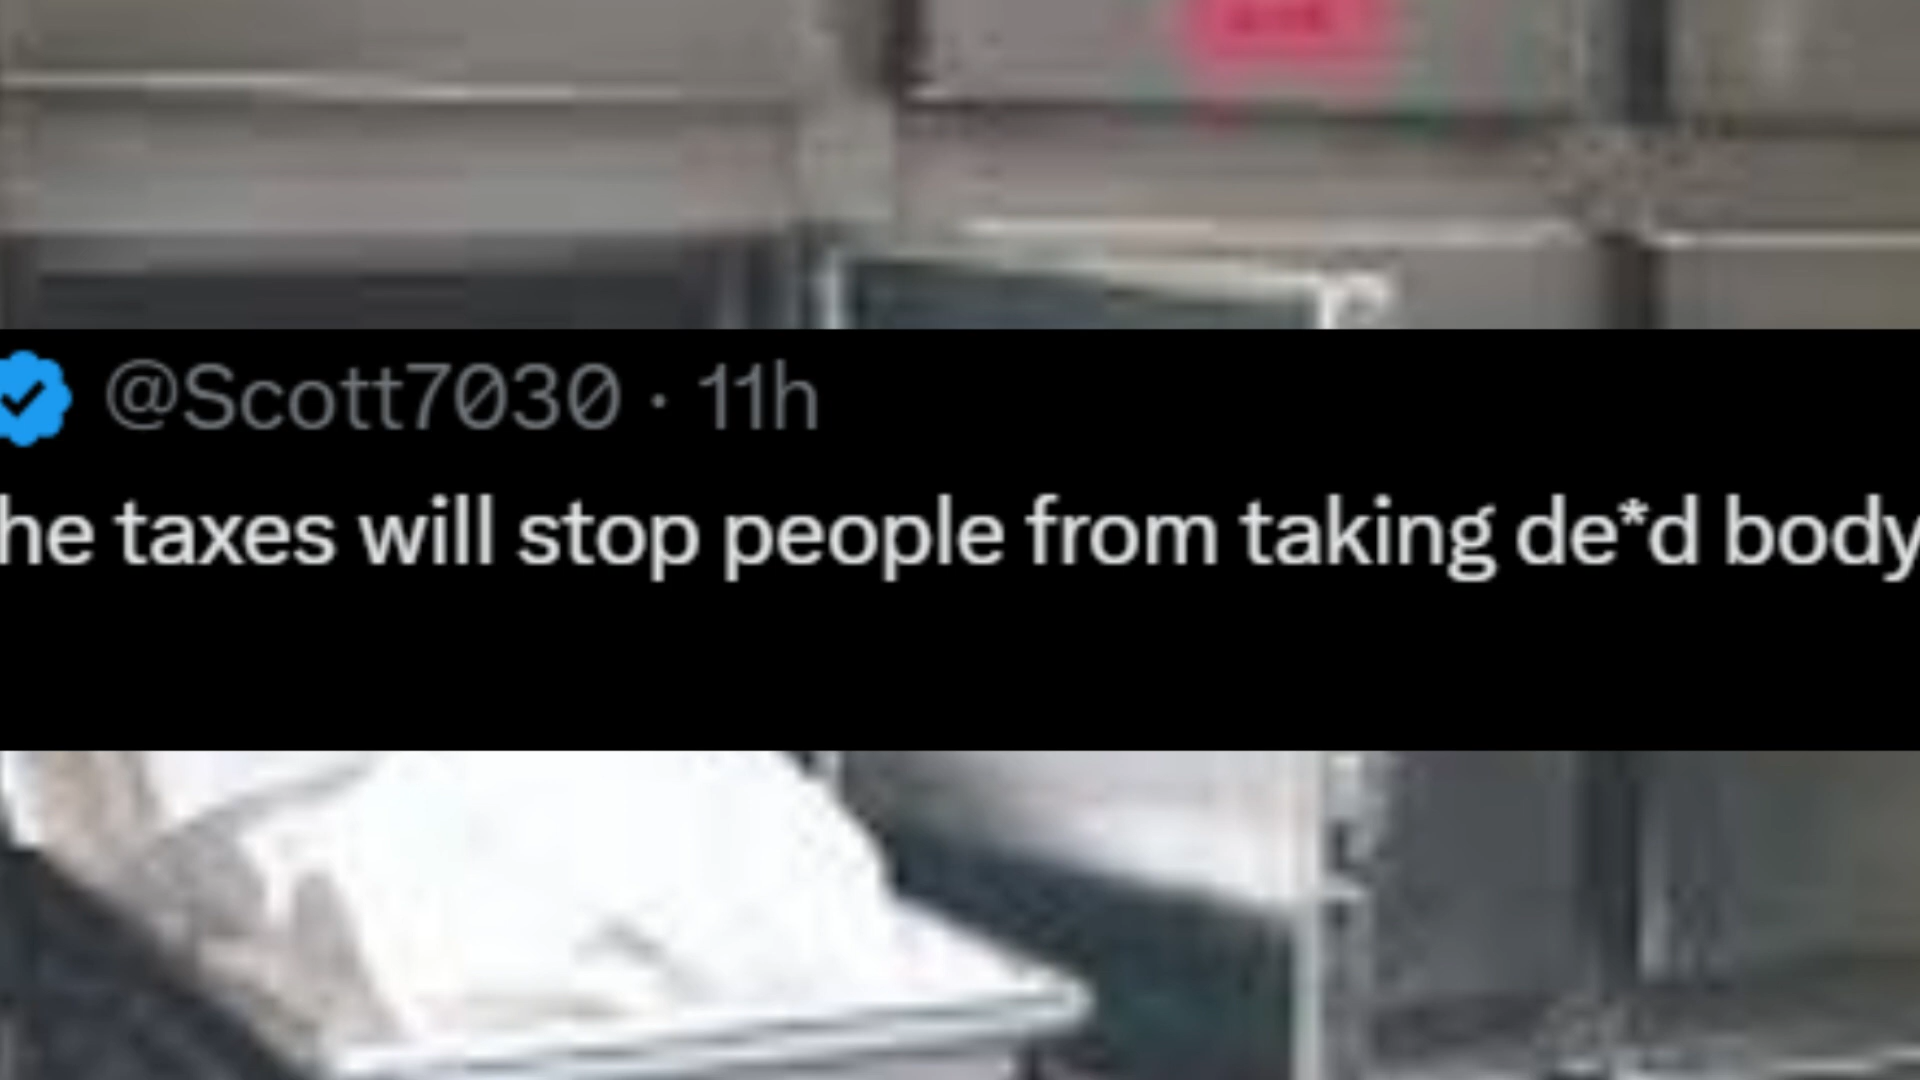 @Scott7030 · 11h
he taxes will stop people from taking de*d body